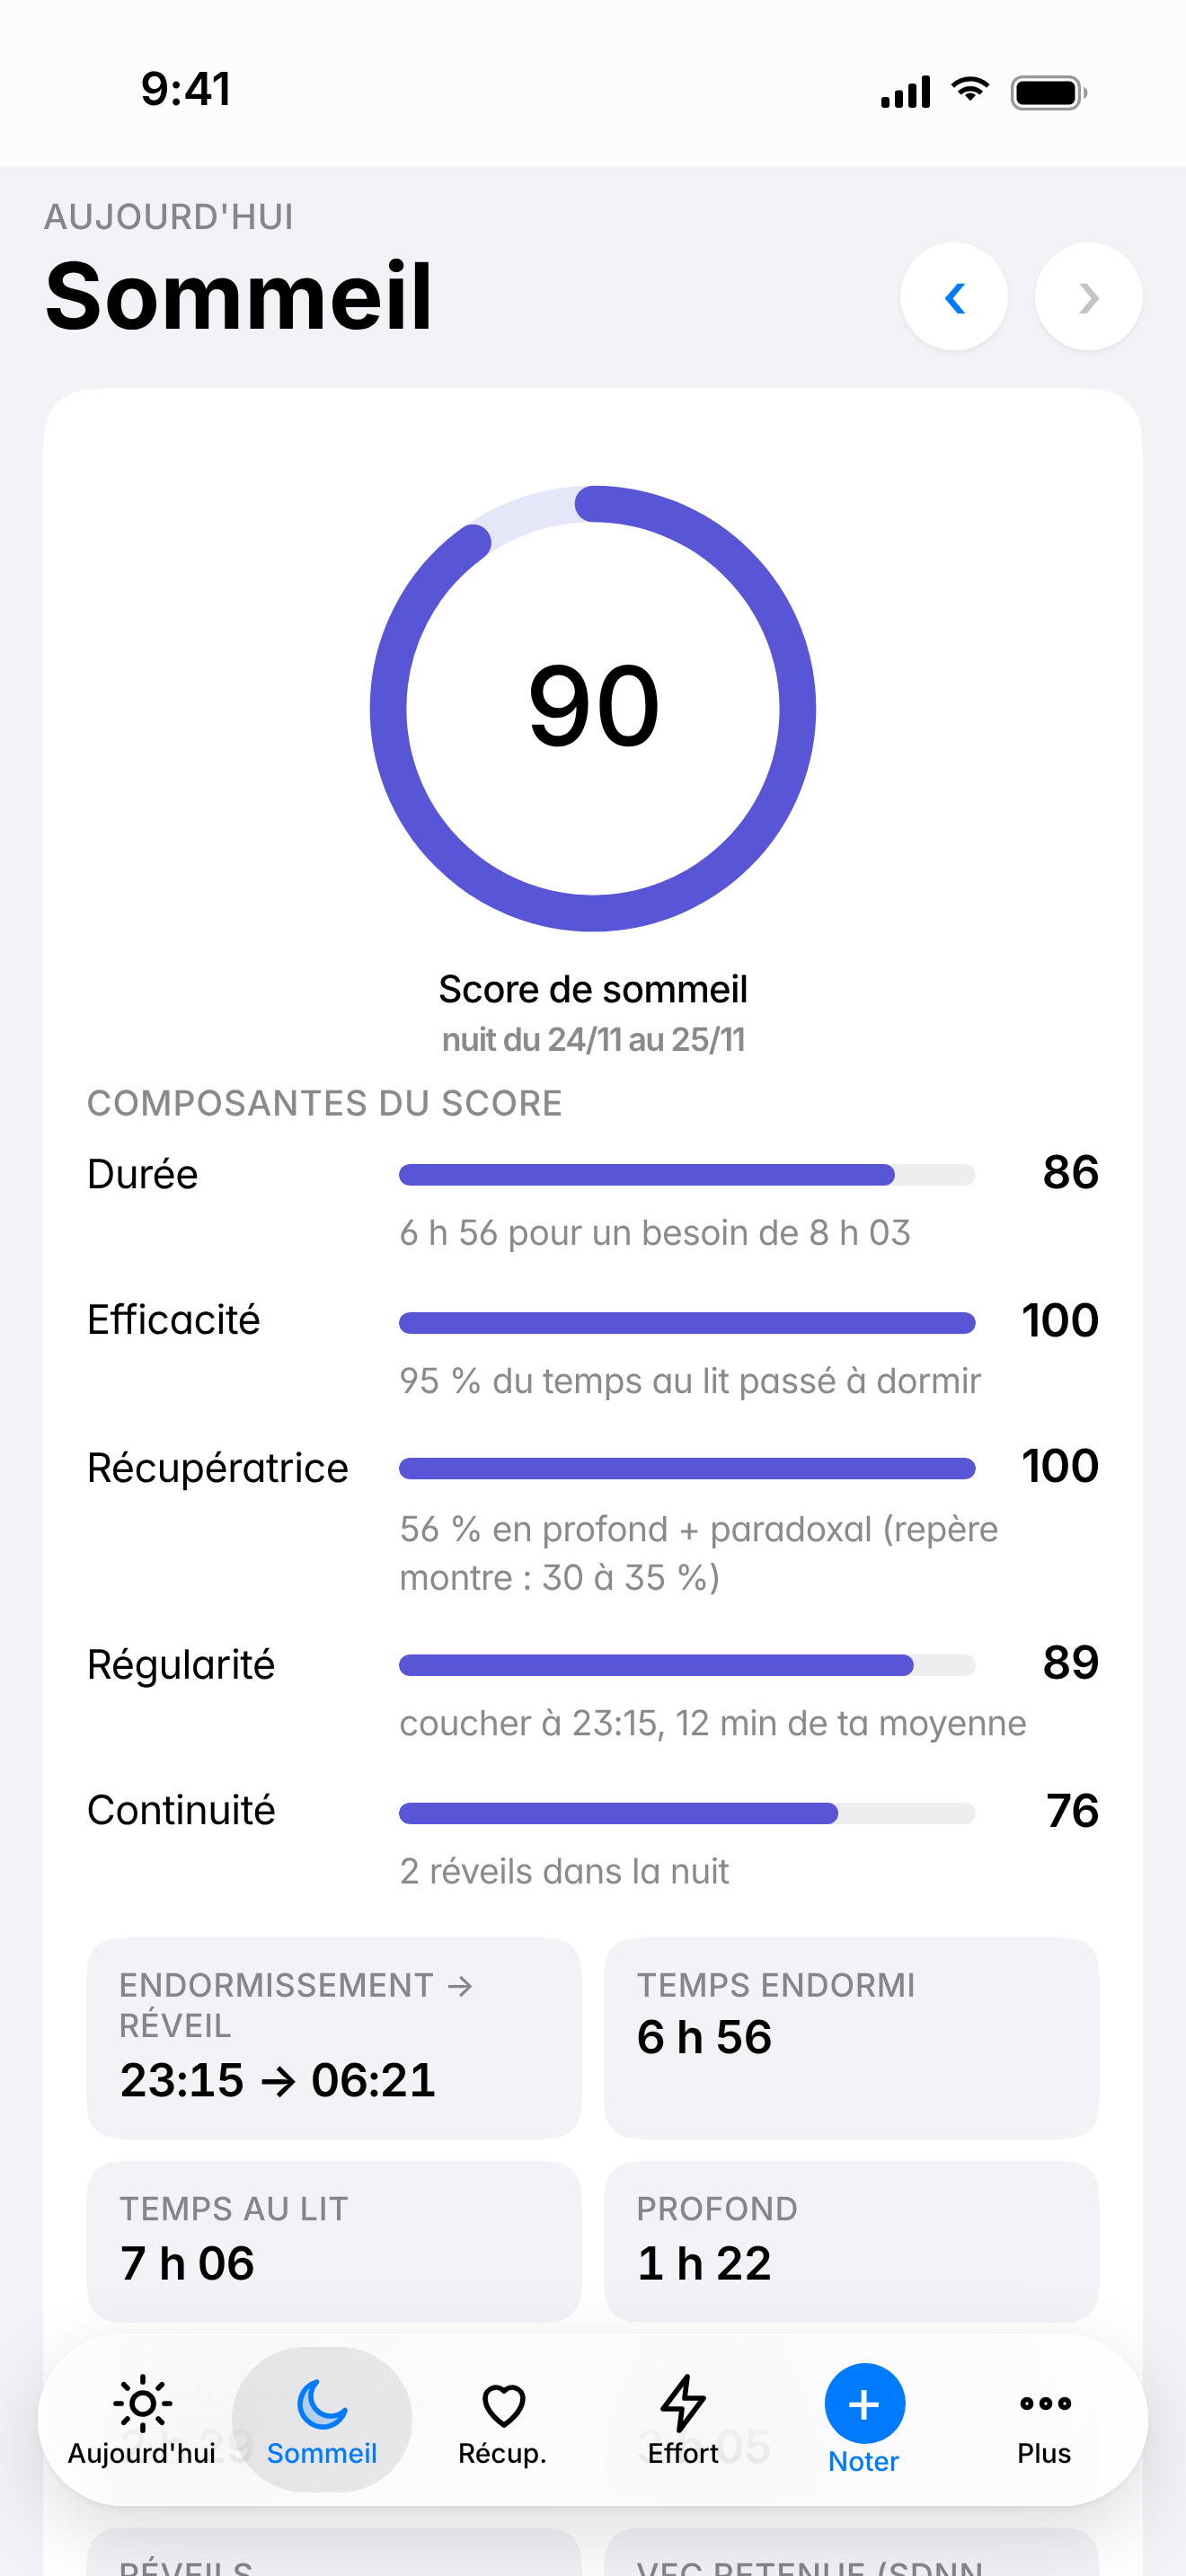 9:41
AUJOURD'HUI
Sommeil
90
Score de sommeil
nuit du 24/11 au 25/11
COMPOSANTES DU SCORE
Durée 86
6 h 56 pour un besoin de 8 h 03
Efficacité 100
95 % du temps au lit passé à dormir
Récupératrice 100
56 % en profond + paradoxal (repère
montre : 30 à 35 %)
Régularité 89
coucher à 23:15, 12 min de ta moyenne
Continuité 76
2 réveils dans la nuit
ENDORMISSEMENT →
RÉVEIL
23:15 → 06:21
TEMPS ENDORMI
6 h 56
TEMPS AU LIT
7 h 06
PROFOND
1 h 22
Aujourd'hui
Sommeil
Récup.
Effort
Noter
Plus
RÉVEILS
VFC RETENUE (SDNN